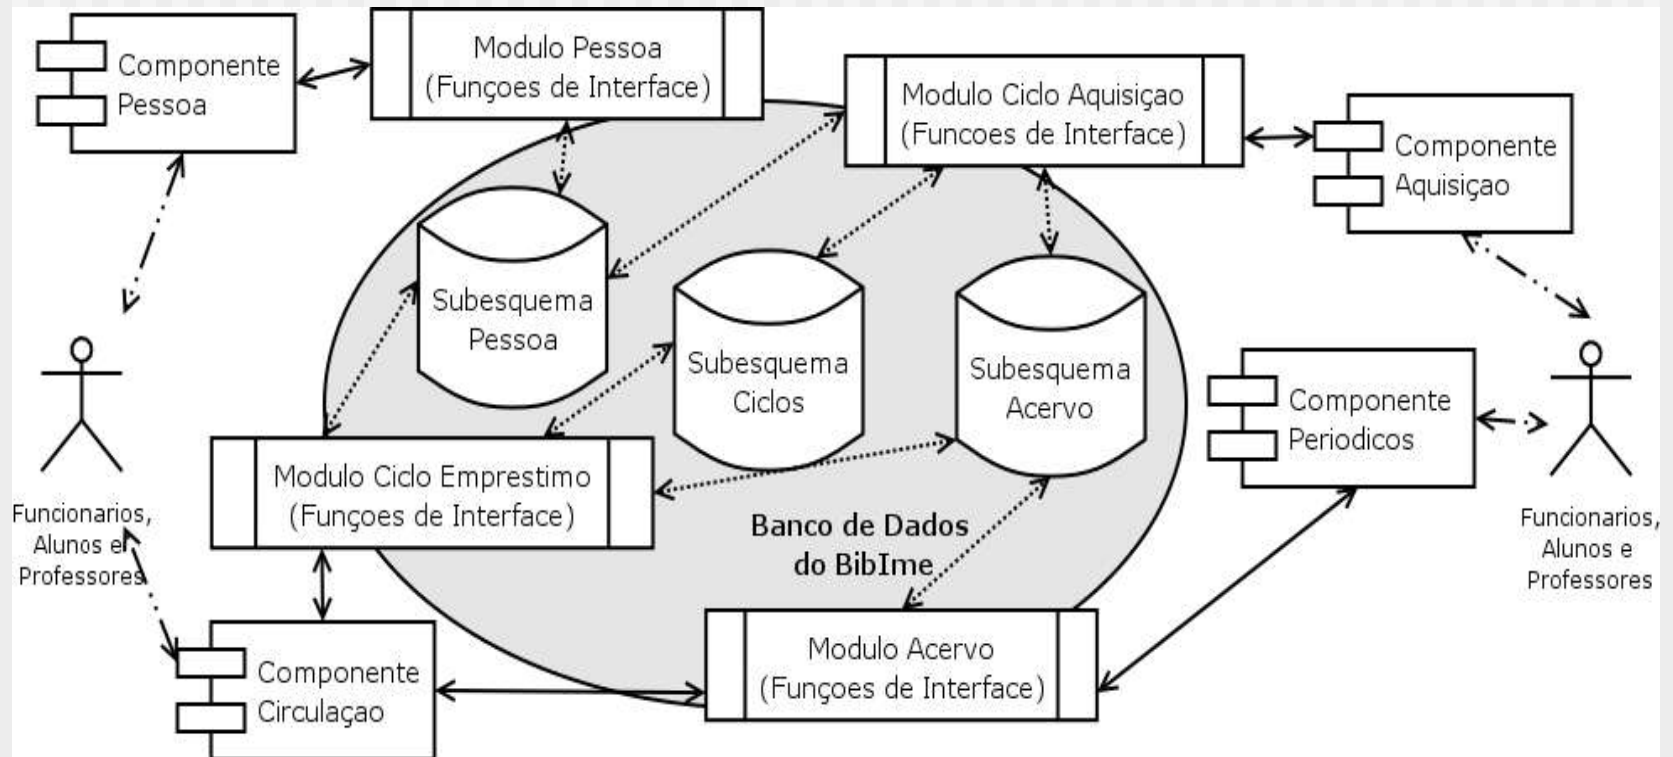 Componente
Pessoa
Modulo Pessoa
(Funçoes de Interface)
Modulo Ciclo Aquisiçao
(Funcoes de Interface)
Componente
Aquisiçao
Subesquema
Pessoa
Subesquema
Ciclos
Subesquema
Acervo
Componente
Periodicos
Funcionarios,
Alunos e
Professores
Modulo Ciclo Emprestimo
(Funçoes de Interface)
Banco de Dados
do BibIme
Funcionarios,
Alunos e
Professores
Componente
Circulaçao
Modulo Acervo
(Funçoes de Interface)